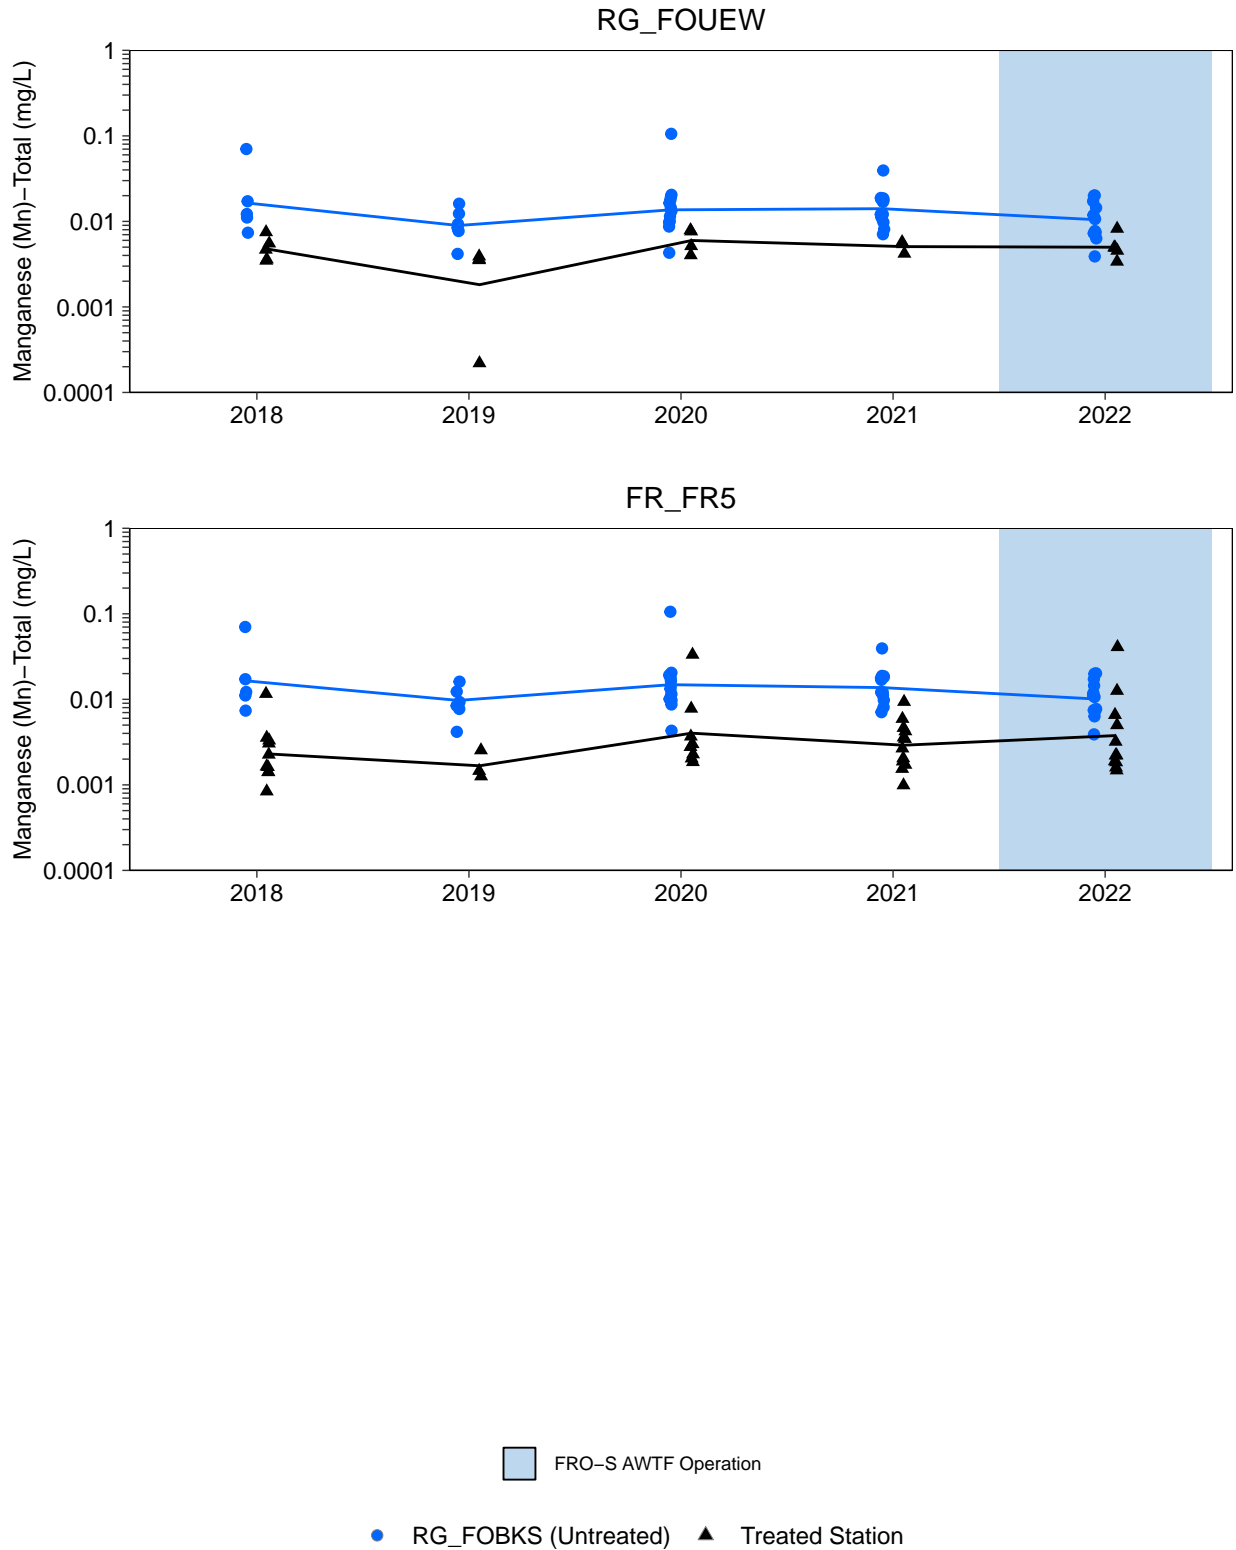 RG_FOUEW
Manganese (Mn)−Total (mg/L)
1
0.1
0.01
0.001
0.0001
2018 2019 2020 2021 2022
FR_FR5
Manganese (Mn)−Total (mg/L)
1
0.1
0.01
0.001
0.0001
2018 2019 2020 2021 2022
FRO−S AWTF Operation
RG_FOBKS (Untreated) Treated Station